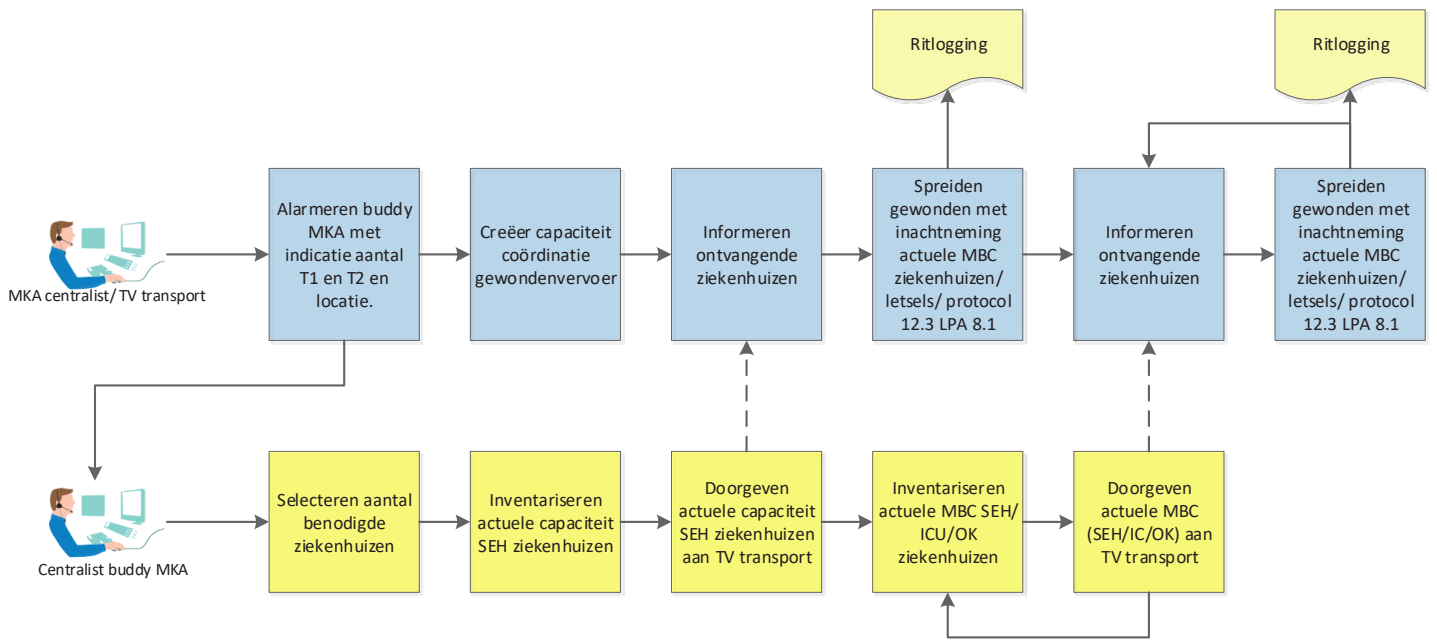 Ritlogging
Ritlogging
MKA centralist/ TV transport
Alarmeren buddy
MKA met
indicatie aantal
T1 en T2 en
locatie.
Creëer capaciteit
coördinatie
gewondenvervoer
Informeren
ontvangende
ziekenhuizen
Spreiden
gewonden met
inachtneming
actuele MBC
ziekenhuizen/
letsels/ protocol
12.3 LPA 8.1
Informeren
ontvangende
ziekenhuizen
Spreiden
gewonden met
inachtneming
actuele MBC
ziekenhuizen/
letsels/ protocol
12.3 LPA 8.1
Centralist buddy MKA
Selecteren aantal
benodigde
ziekenhuizen
Inventariseren
actuele capaciteit
SEH ziekenhuizen
Doorgeven
actuele capaciteit
SEH ziekenhuizen
aan TV transport
Inventariseren
actuele MBC SEH/
ICU/OK
ziekenhuizen
Doorgeven
actuele MBC
(SEH/IC/OK) aan
TV transport